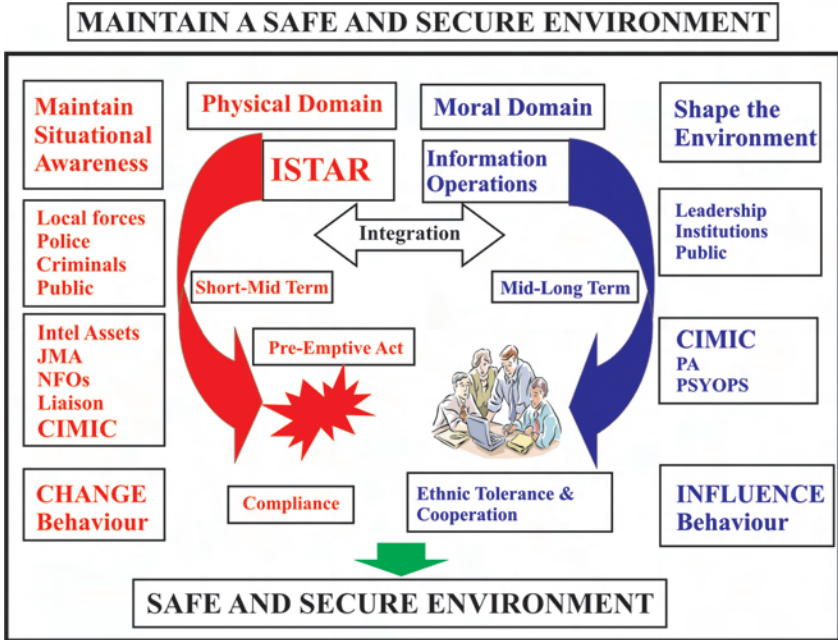 MAINTAIN A SAFE AND SECURE ENVIRONMENT
Maintain
Situational
Awareness
Physical Domain
Moral Domain
Shape the
Environment
ISTAR
Information
Operations
Local forces
Police
Criminals
Public
Integration
Leadership
Institutions
Public
Short-Mid Term
Mid-Long Term
Intel Assets
JMA
NFOs
Liaison
CIMIC
Pre-Emptive Act
CIMIC
PA
PSYOPS
CHANGE
Behaviour
Compliance
Ethnic Tolerance &
Cooperation
INFLUENCE
Behaviour
SAFE AND SECURE ENVIRONMENT